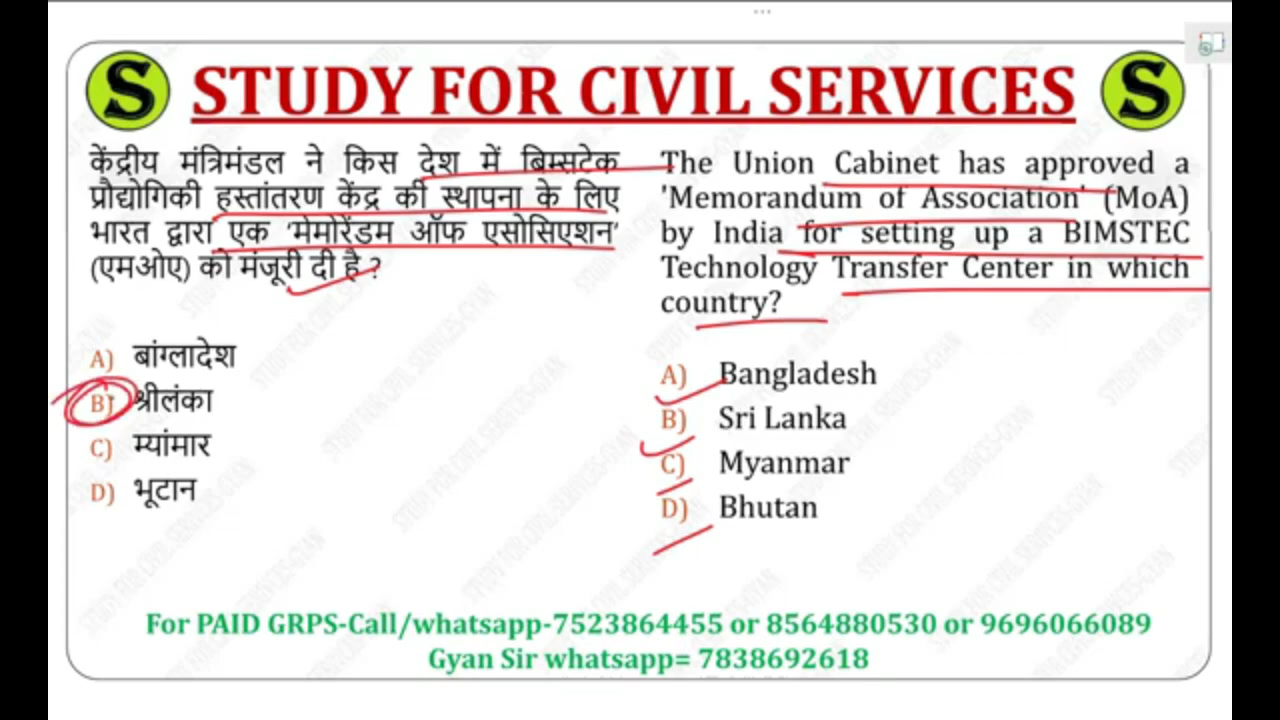 S STUDY FOR CIVIL SERVICES S
केंद्रीय मंत्रिमंडल ने किस देश में बिम्सटेक
प्रौद्योगिकी हस्तांतरण केंद्र की स्थापना के लिए
भारत द्वारा एक 'मेमोरेंडम ऑफ एसोसिएशन'
(एमओए) को मंजूरी दी है ?
A) बांग्लादेश
B) श्रीलंका
C) म्यांमार
D) भूटान
The Union Cabinet has approved a
'Memorandum of Association' (MoA)
by India for setting up a BIMSTEC
Technology Transfer Center in which
country?
A) Bangladesh
B) Sri Lanka
C) Myanmar
D) Bhutan
For PAID GRPS-Call/whatsapp-7523864455 or 8564880530 or 9696066089
Gyan Sir whatsapp= 7838692618